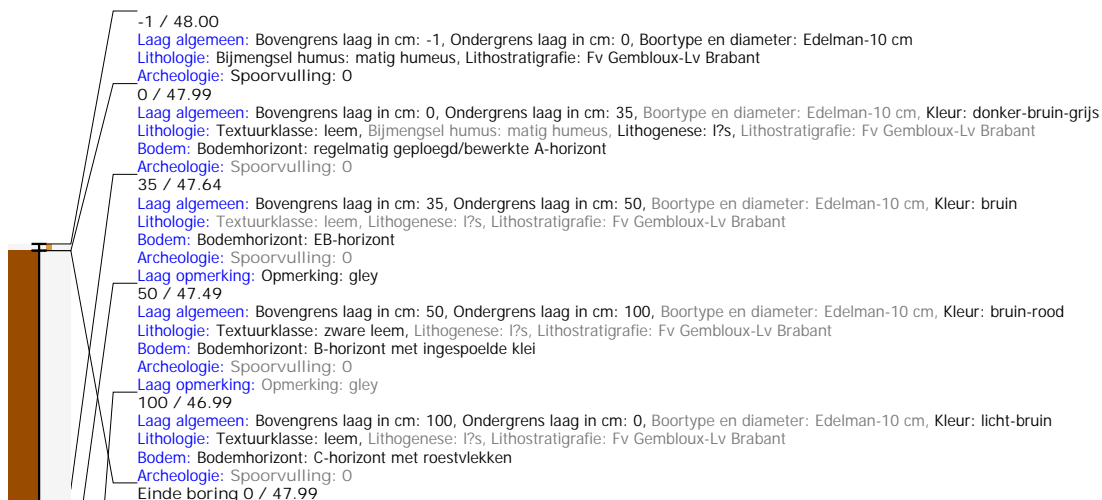 -1 / 48.00
Laag algemeen: Bovengrens laag in cm: -1, Ondergrens laag in cm: 0, Boortype en diameter: Edelman-10 cm
Lithologie: Bijmengsel humus: matig humeus, Lithostratigrafie: Fv Gembloux-Lv Brabant
Archeologie: Spoorvulling: 0
0 / 47.99
Laag algemeen: Bovengrens laag in cm: 0, Ondergrens laag in cm: 35, Boortype en diameter: Edelman-10 cm, Kleur: donker-bruin-grijs
Lithologie: Textuurklasse: leem, Bijmengsel humus: matig humeus, Lithogenese: l?s, Lithostratigrafie: Fv Gembloux-Lv Brabant
Bodem: Bodemhorizont: regelmatig geploegd/bewerkte A-horizont
Archeologie: Spoorvulling: 0
35 / 47.64
Laag algemeen: Bovengrens laag in cm: 35, Ondergrens laag in cm: 50, Boortype en diameter: Edelman-10 cm, Kleur: bruin
Lithologie: Textuurklasse: leem, Lithogenese: l?s, Lithostratigrafie: Fv Gembloux-Lv Brabant
Bodem: Bodemhorizont: EB-horizont
Archeologie: Spoorvulling: 0
Laag opmerking: Opmerking: gley
50 / 47.49
Laag algemeen: Bovengrens laag in cm: 50, Ondergrens laag in cm: 100, Boortype en diameter: Edelman-10 cm, Kleur: bruin-rood
Lithologie: Textuurklasse: zware leem, Lithogenese: l?s, Lithostratigrafie: Fv Gembloux-Lv Brabant
Bodem: Bodemhorizont: B-horizont met ingespoelde klei
Archeologie: Spoorvulling: 0
Laag opmerking: Opmerking: gley
100 / 46.99
Laag algemeen: Bovengrens laag in cm: 100, Ondergrens laag in cm: 0, Boortype en diameter: Edelman-10 cm, Kleur: licht-bruin
Lithologie: Textuurklasse: leem, Lithogenese: l?s, Lithostratigrafie: Fv Gembloux-Lv Brabant
Bodem: Bodemhorizont: C-horizont met roestvlekken
Archeologie: Spoorvulling: 0
Einde boring 0 / 47.99